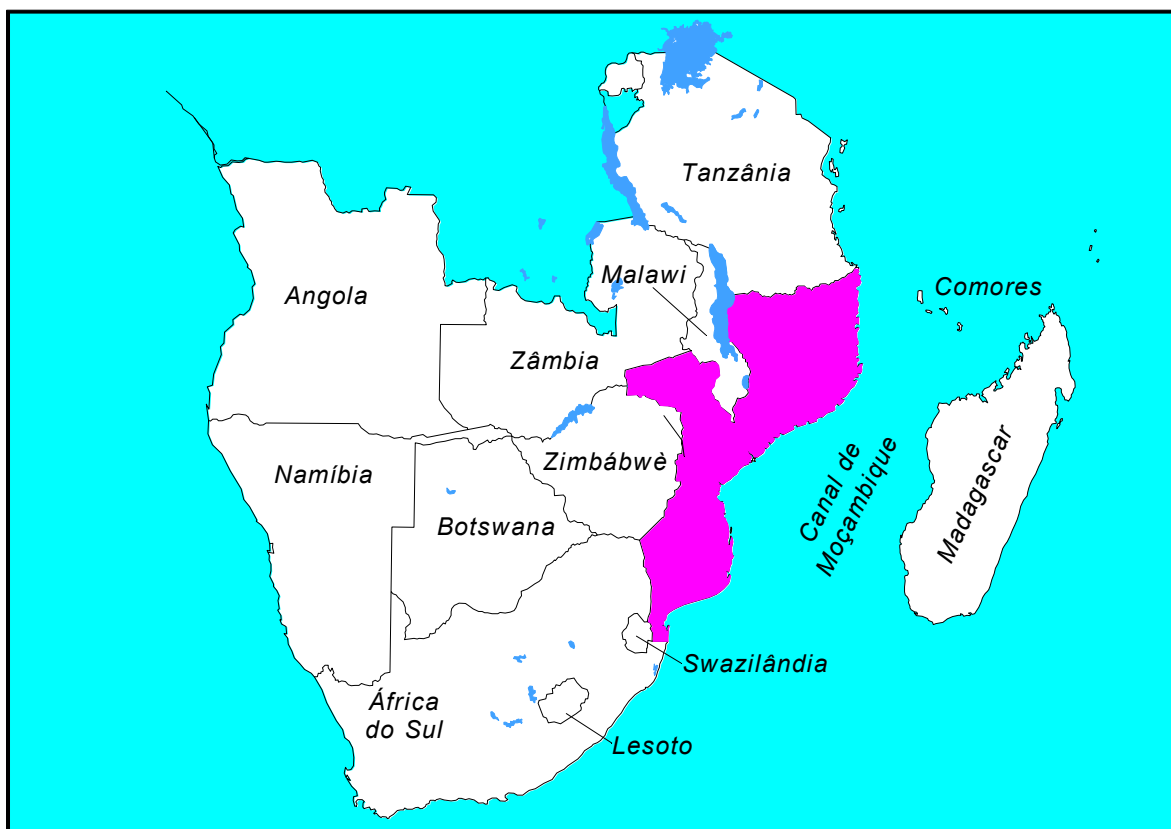 Tanzânia
Malawi
Comores
Angola
Zâmbia
Zimbábwè
Namíbia
Botswana
Canal de
Moçambique
Madagascar
Swazilândia
África
do Sul
Lesoto